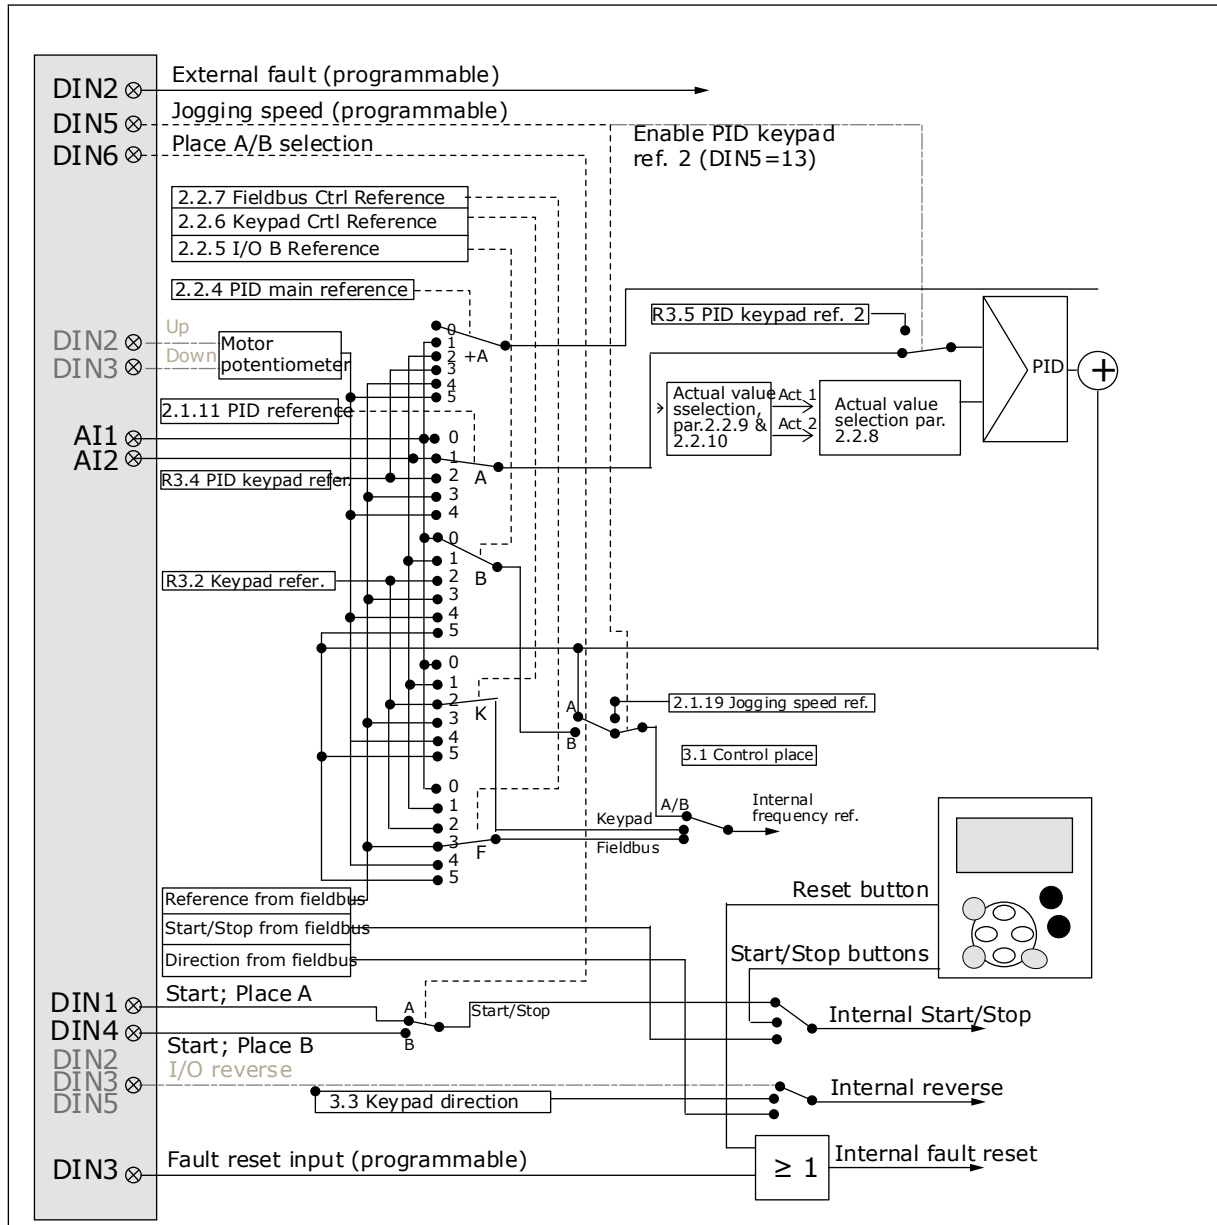 DIN2
External fault (programmable)
DIN5
Jogging speed (programmable)
DIN6
Place A/B selection
Enable PID keypad
ref. 2 (DIN5=13)
2.2.7 Fieldbus Ctrl Reference
2.2.6 Keypad Crtl Reference
2.2.5 I/O B Reference
2.2.4 PID main reference
R3.5 PID keypad ref. 2
DIN2
Up
DIN3
Down
Motor
potentiometer
0
1
2
3
4
5
+A
PID
+
Actual value
sselection,
par.2.2.9 &
2.2.10
Act 1
Act 2
Actual value
selection par.
2.2.8
2.1.11 PID reference
AI1
AI2
R3.4 PID keypad refer.
0
1
2
3
4
A
R3.2 Keypad refer.
0
1
2
3
4
5
B
0
1
2
3
4
5
K
A
B
2.1.19 Jogging speed ref.
3.1 Control place
0
1
2
3
4
5
F
A/B
Keypad
Fieldbus
Internal
frequency ref.
Reference from fieldbus
Start/Stop from fieldbus
Direction from fieldbus
Reset button
Start/Stop buttons
DIN1
Start; Place A
DIN4
Start; Place B
A
B
Start/Stop
Internal Start/Stop
DIN2
DIN3
DIN5
I/O reverse
3.3 Keypad direction
Internal reverse
DIN3
Fault reset input (programmable)
≥ 1
Internal fault reset